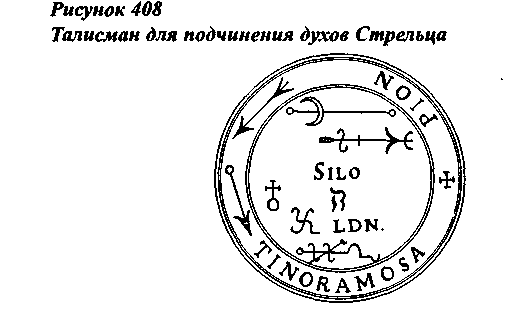 Рисунок 408
Талисман для подчинения духов Стрельца
PION
SILO
LDN.
TINORAMOSA